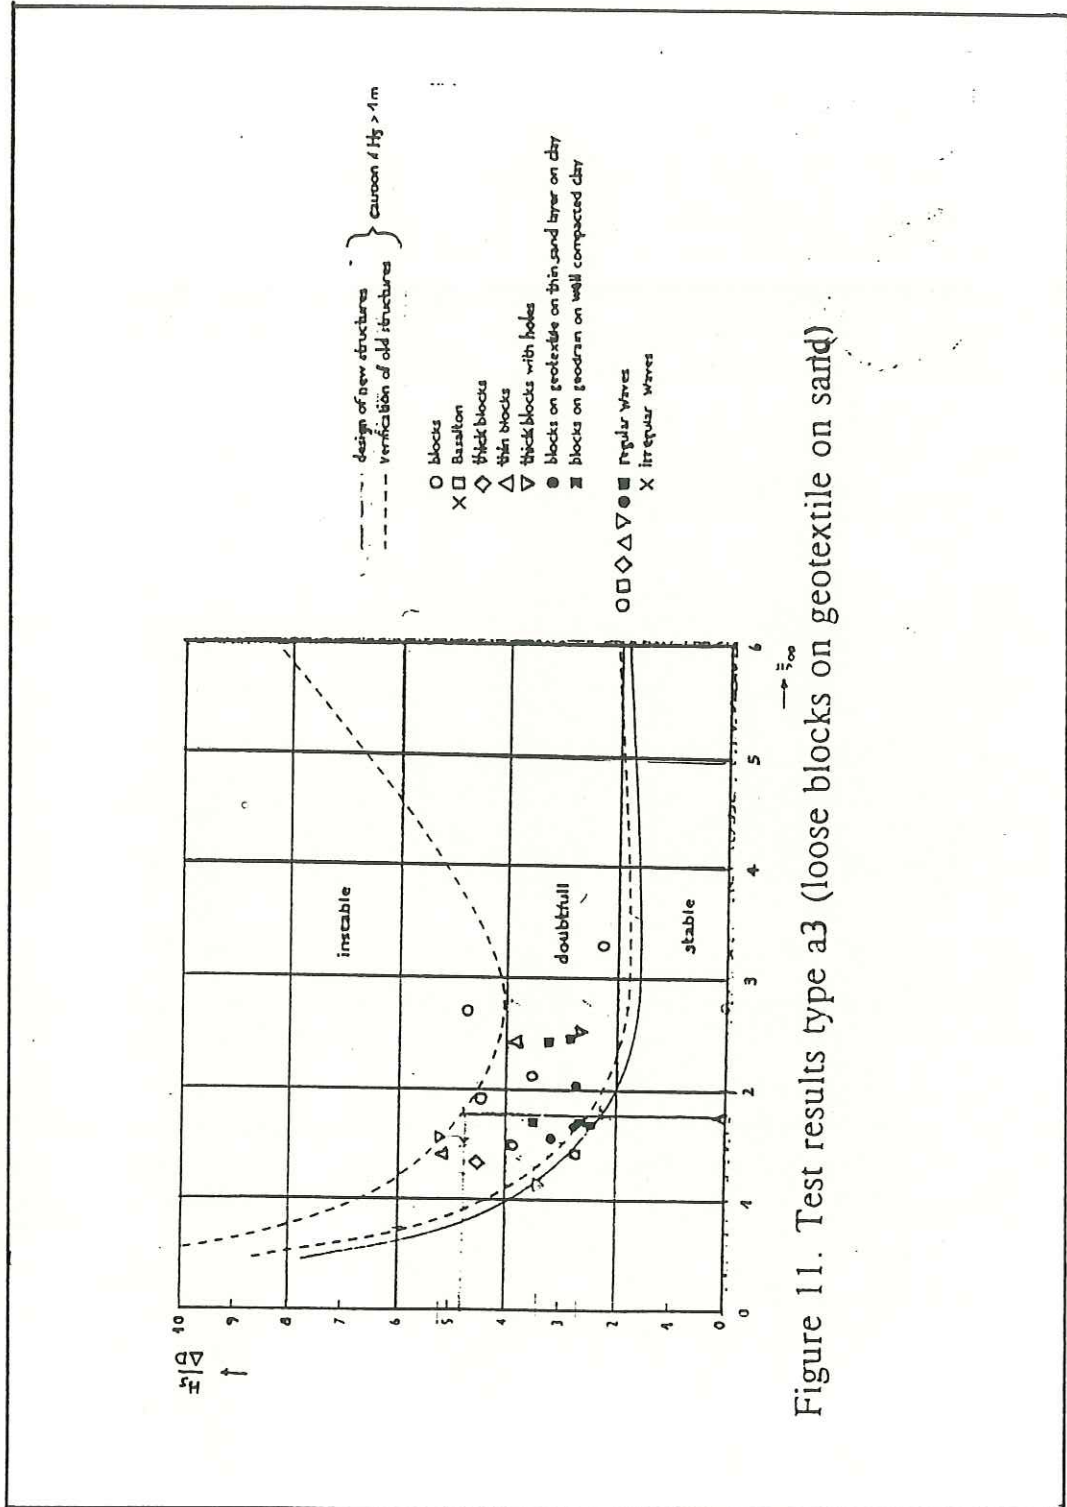 Hs
ΔD
↑
10
9
8
7
6
5
4
3
2
1
0
0 1 2 3 4 5 6
→ ξ∞
instable
doubtfull
stable
design of new structures
verification of old structures
Hs > 1m
O blocks
X □ Basalton
◇ thick blocks
△ thin blocks
▽ thick blocks with holes
● blocks on geotextile on thin sand layer on clay
■ blocks on geodrain on well compacted clay
O □ ◇ △ ▽ ● ■ regular waves
X irregular waves
Figure 11. Test results type a3 (loose blocks on geotextile on sand)